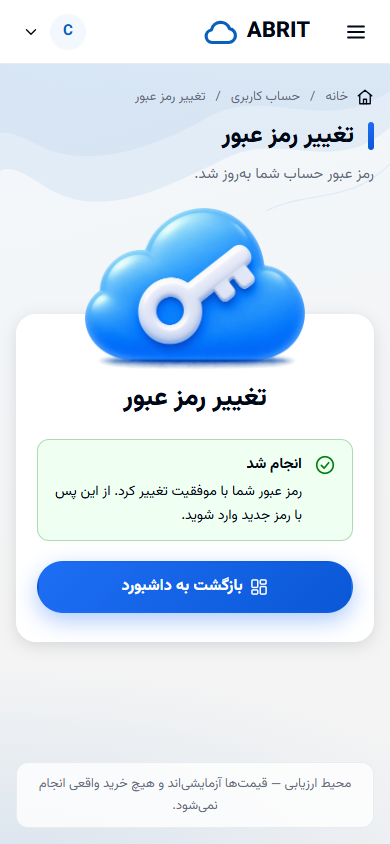 ABRIT
C
خانه / حساب کاربری / تغییر رمز عبور
تغییر رمز عبور
رمز عبور حساب شما به‌روز شد.
تغییر رمز عبور
انجام شد
رمز عبور شما با موفقیت تغییر کرد. از این پس
با رمز جدید وارد شوید.
بازگشت به داشبورد
محیط ارزیابی — قیمت‌ها آزمایشی‌اند و هیچ خرید واقعی انجام
نمی‌شود.